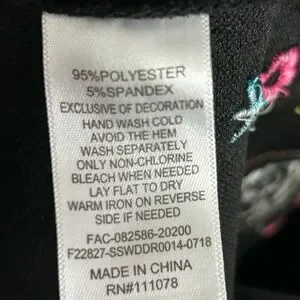 95%POLYESTER
5%SPANDEX
EXCLUSIVE OF DECORATION
HAND WASH COLD
AVOID THE HEM
WASH SEPARATELY
ONLY NON-CHLORINE
BLEACH WHEN NEEDED
LAY FLAT TO DRY
WARM IRON ON REVERSE
SIDE IF NEEDED
FAC-082586-20200
F22827-SSWDDR0014-0718
MADE IN CHINA
RN#111078